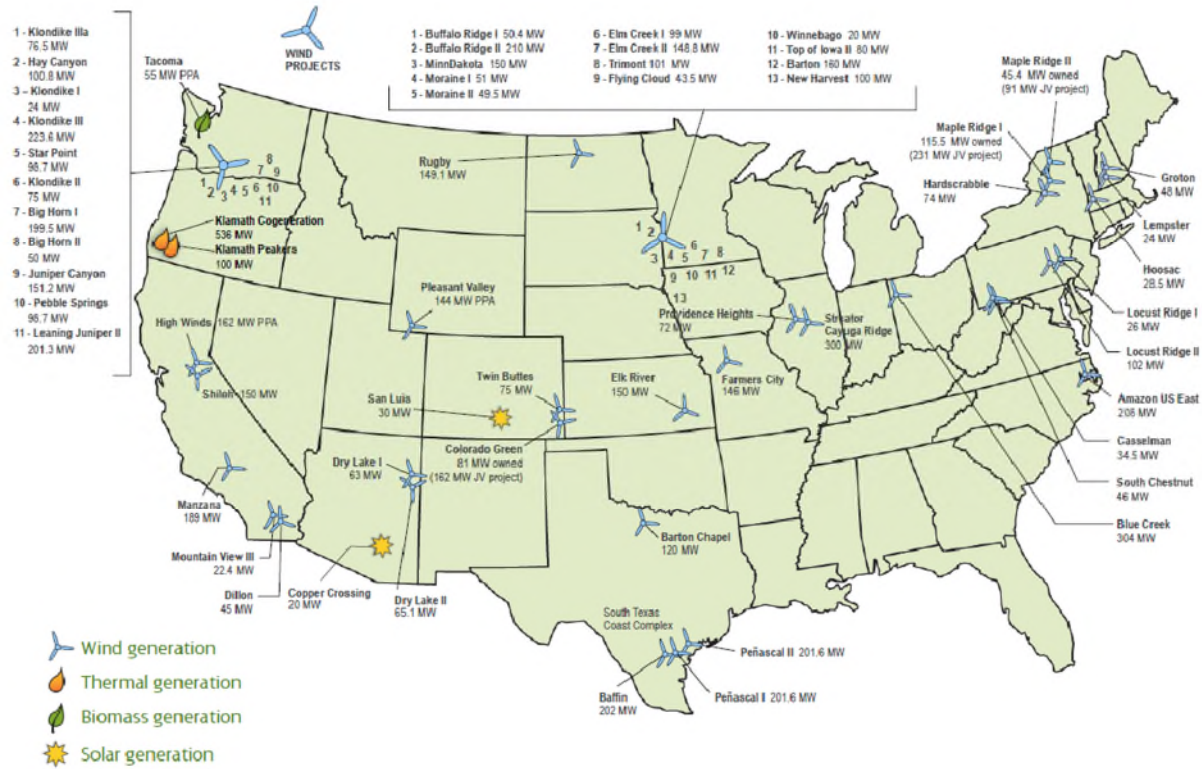 1 - Klondike IIIa
76.5 MW
2 - Hay Canyon
100.8 MW
3 - Klondike I
24 MW
4 - Klondike III
223.6 MW
5 - Star Point
98.7 MW
6 - Klondike II
75 MW
7 - Big Horn I
199.5 MW
8 - Big Horn II
50 MW
9 - Juniper Canyon
151.2 MW
10 - Pebble Springs
98.7 MW
11 - Leaning Juniper II
201.3 MW
WIND
PROJECTS
1 - Buffalo Ridge I 50.4 MW
2 - Buffalo Ridge II 210 MW
3 - MinnDakota 150 MW
4 - Moraine I 51 MW
5 - Moraine II 49.5 MW
6 - Elm Creek I 99 MW
7 - Elm Creek II 148.8 MW
8 - Trimont 101 MW
9 - Flying Cloud 43.5 MW
10 - Winnebago 20 MW
11 - Top of Iowa II 80 MW
12 - Barton 160 MW
13 - New Harvest 100 MW
Tacoma
55 MW PPA
8
7 9
1 2 3 4 5 6 10
11
Klamath Cogeneration
536 MW
Klamath Peakers
100 MW
Rugby
149.1 MW
1 2
6
3 4 5 7 8
9 10 11 12
13
Maple Ridge II
45.4 MW owned
(91 MW JV project)
Maple Ridge I
115.5 MW owned
(231 MW JV project)
Hardscrabble
74 MW
Groton
48 MW
Lempster
24 MW
Hoosac
28.5 MW
Locust Ridge I
26 MW
Locust Ridge II
102 MW
Amazon US East
208 MW
Casselman
34.5 MW
South Chestnut
46 MW
Blue Creek
304 MW
Pleasant Valley
144 MW PPA
High Winds 162 MW PPA
Shiloh 150 MW
Providence Heights
72 MW
Streator
Cayuga Ridge
300 MW
Twin Buttes
75 MW
Elk River
150 MW
Farmers City
146 MW
San Luis
30 MW
Colorado Green
81 MW owned
(162 MW JV project)
Dry Lake I
63 MW
Manzana
189 MW
Mountain View III
22.4 MW
Dillon
45 MW
Copper Crossing
20 MW
Dry Lake II
65.1 MW
Barton Chapel
120 MW
South Texas
Coast Complex
Peñascal II 201.6 MW
Baffin
202 MW
Peñascal I 201.6 MW
Wind generation
Thermal generation
Biomass generation
Solar generation